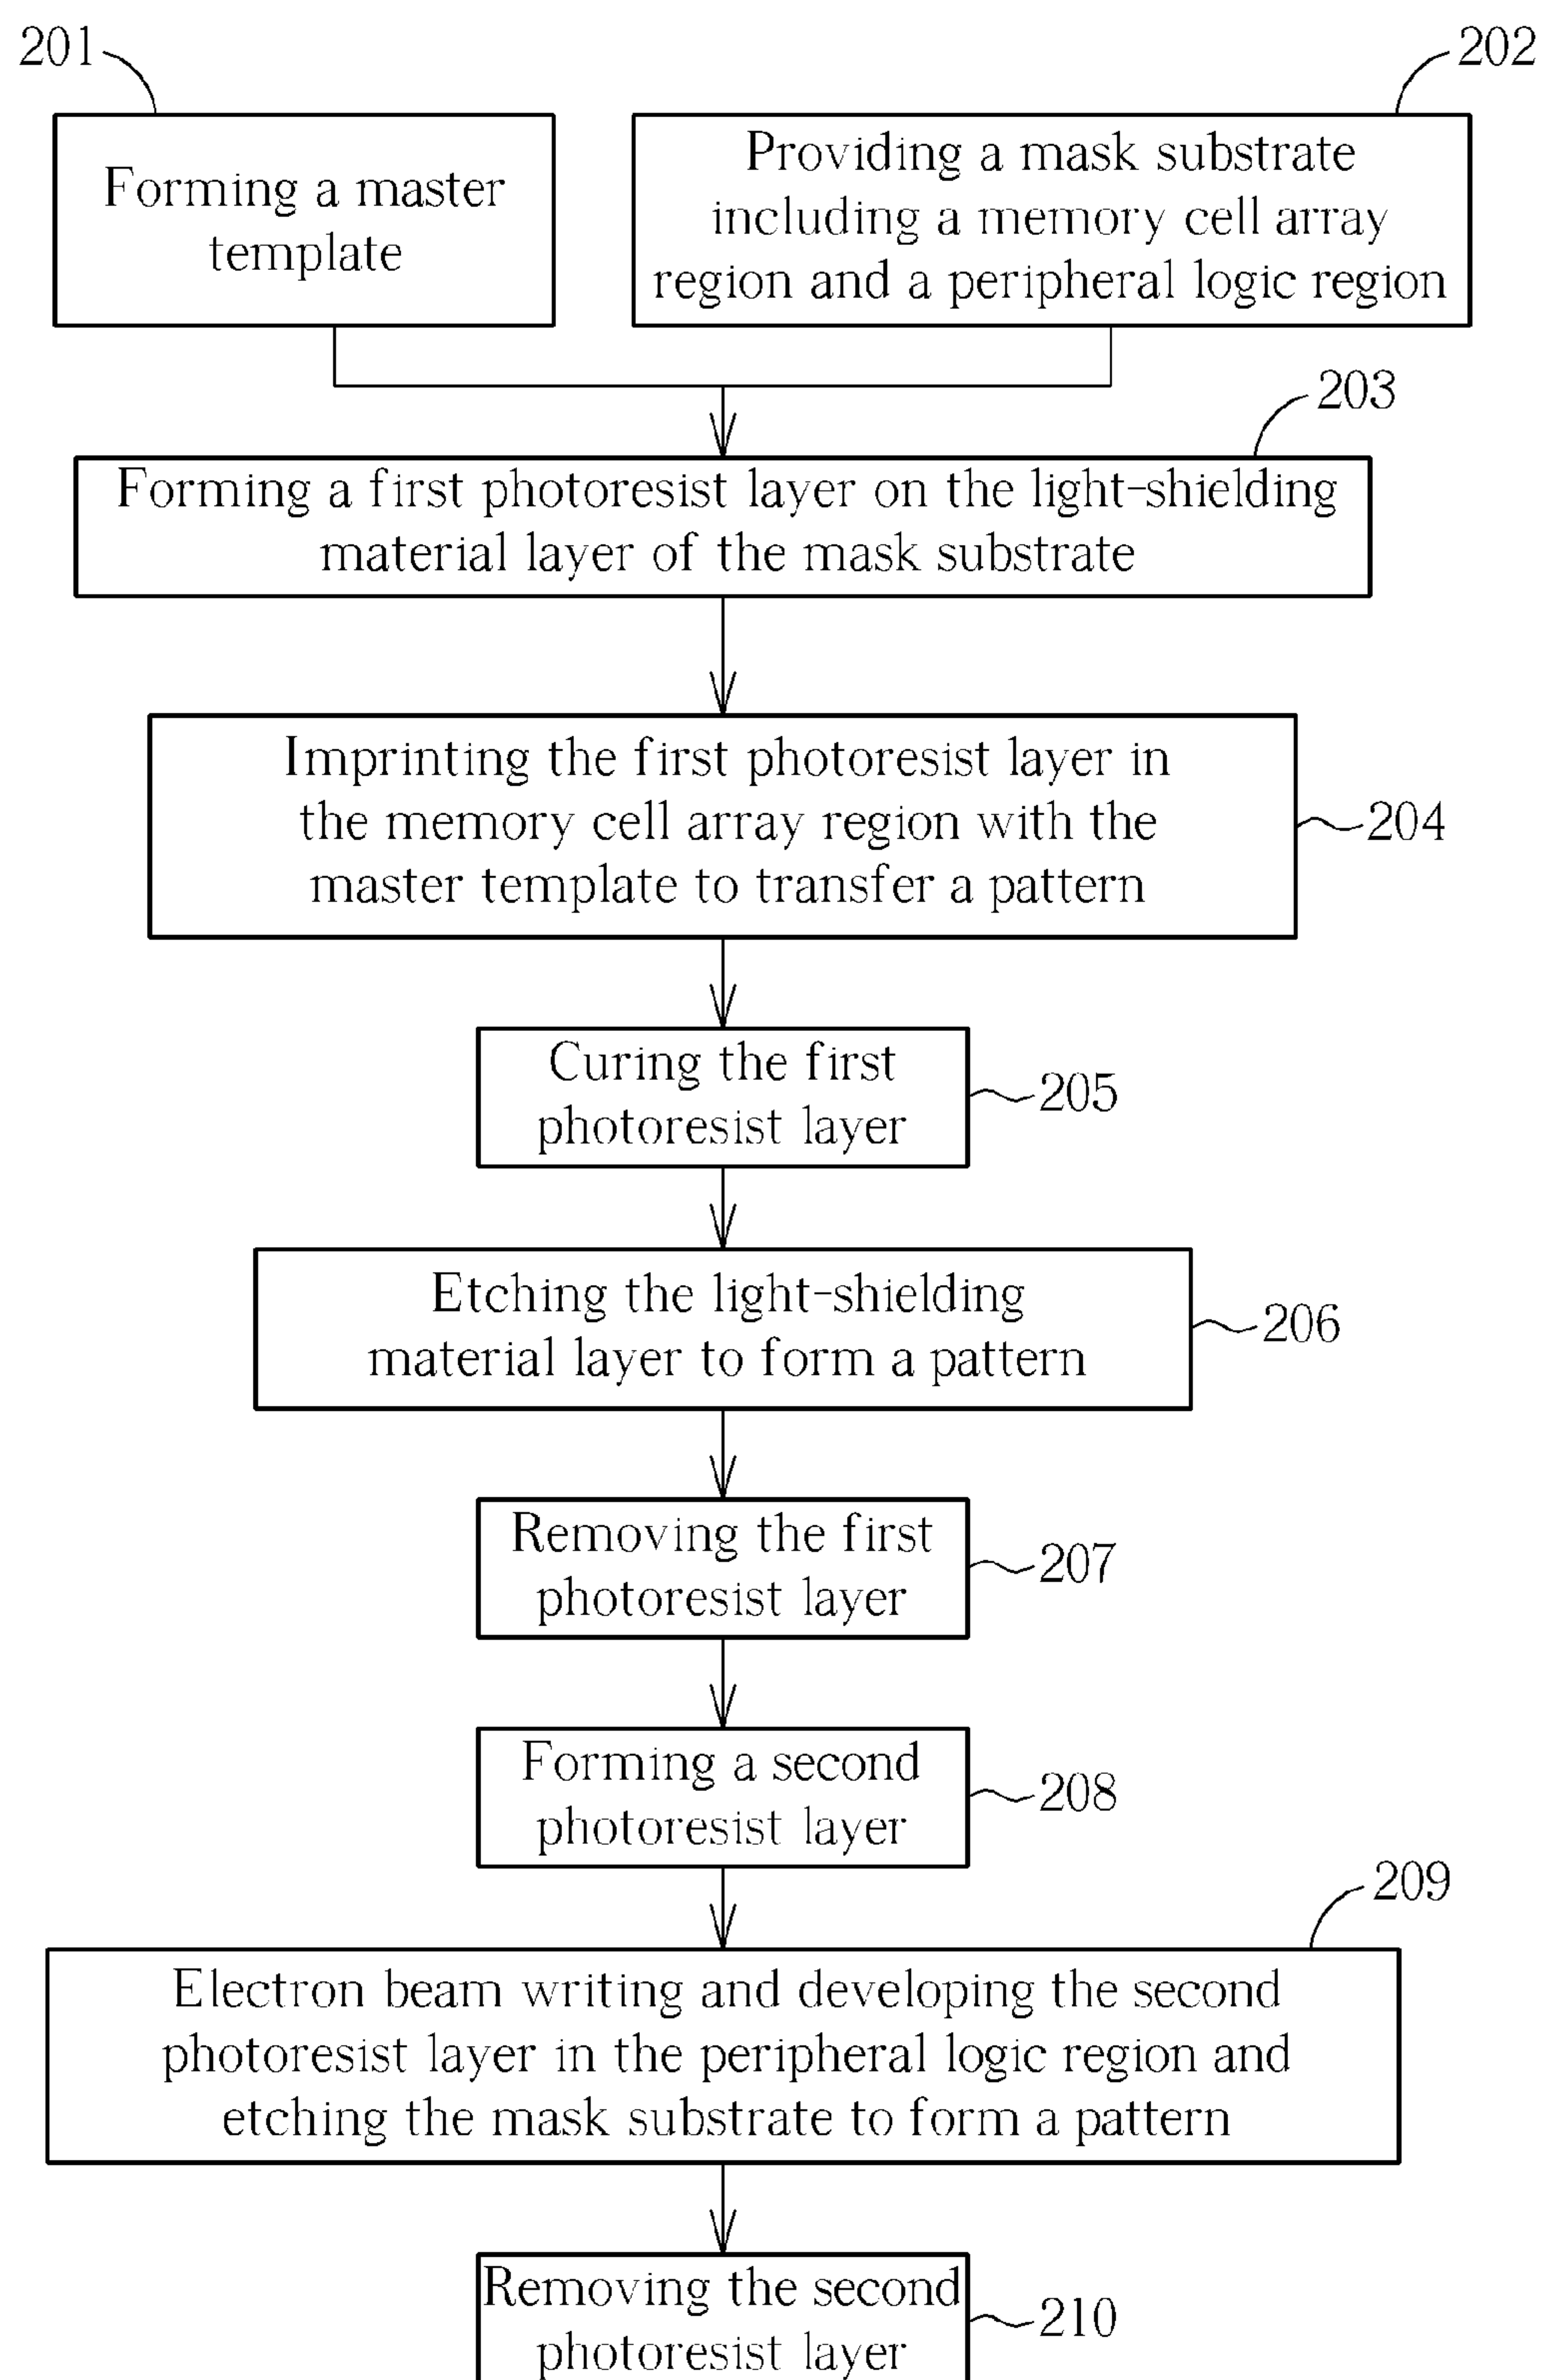 201
202
Forming a master
template
Providing a mask substrate
including a memory cell array
region and a peripheral logic region
203
Forming a first photoresist layer on the light-shielding
material layer of the mask substrate
Imprinting the first photoresist layer in
the memory cell array region with the
master template to transfer a pattern
204
Curing the first
photoresist layer
205
Etching the light-shielding
material layer to form a pattern
206
Removing the first
photoresist layer
207
Forming a second
photoresist layer
208
209
Electron beam writing and developing the second
photoresist layer in the peripheral logic region and
etching the mask substrate to form a pattern
Removing the second
photoresist layer
210